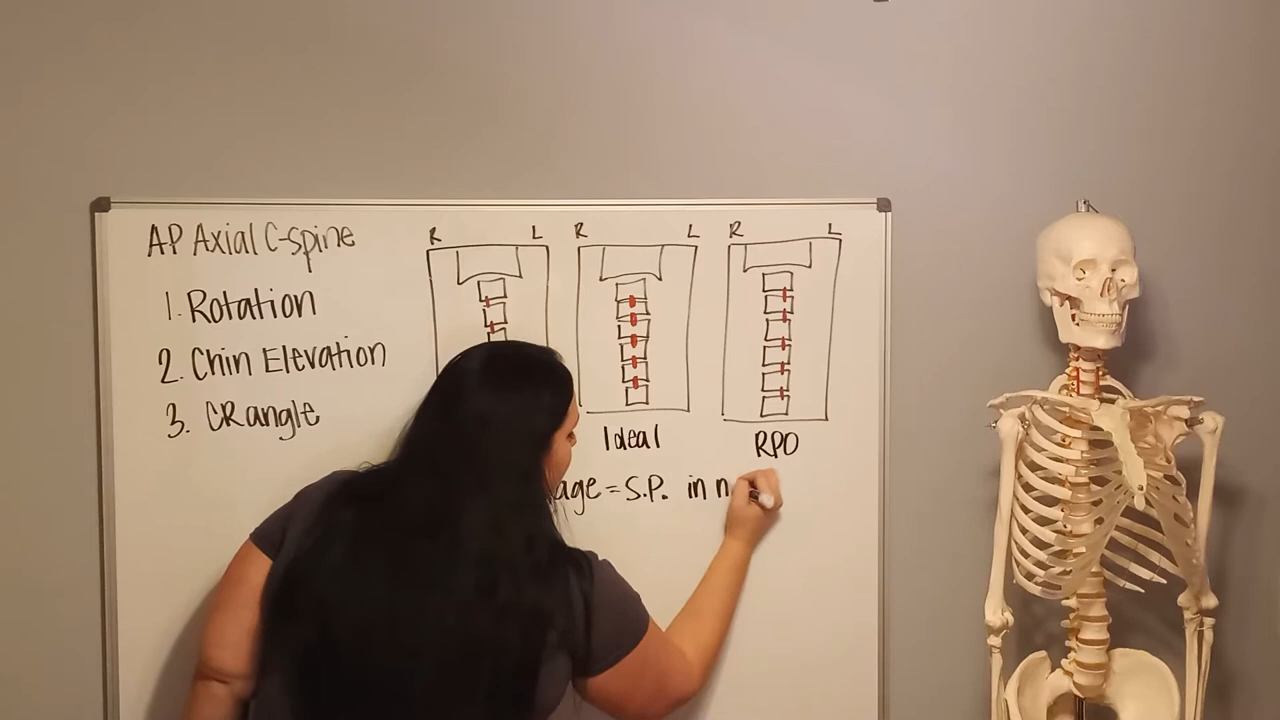 AP Axial C-spine
1. Rotation
2. Chin Elevation
3. CR angle
R L R L R L
Ideal RPO
= S.P. in